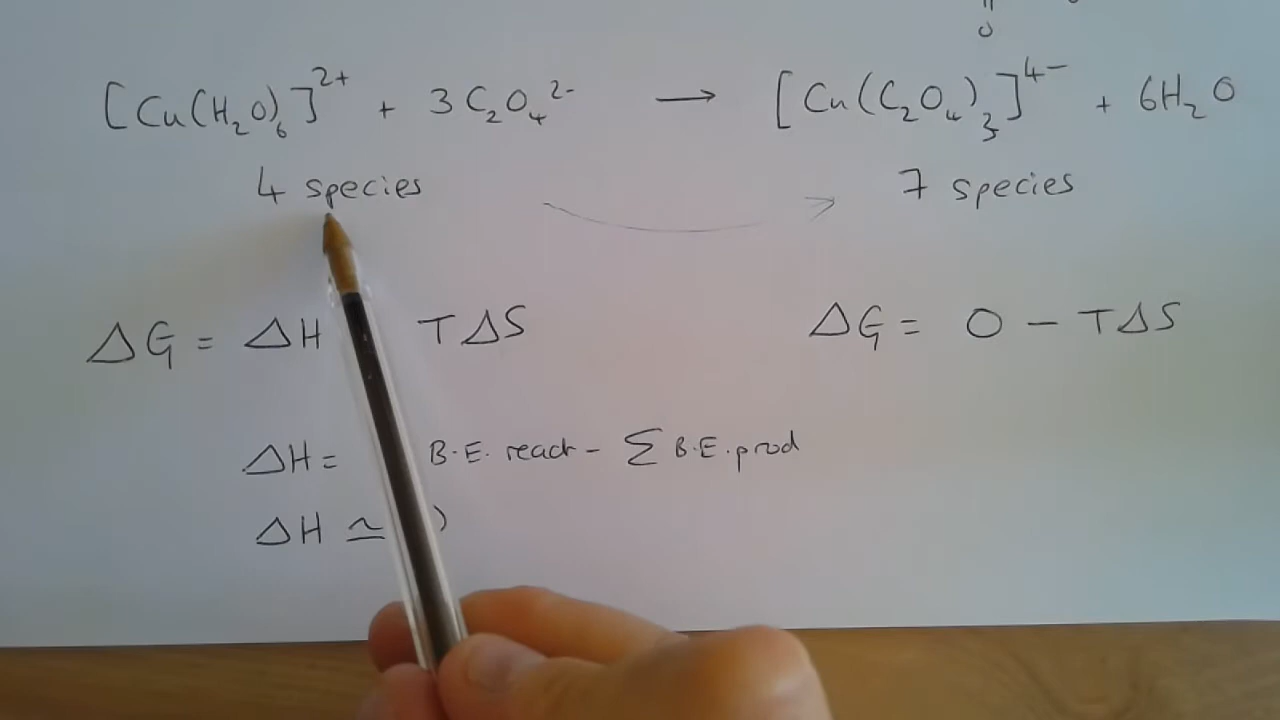 O
[Cu(H₂O)₆]²⁺ + 3C₂O₄²⁻ → [Cu(C₂O₄)₃]⁴⁻ + 6H₂O
4 species 7 species
ΔG = ΔH TΔS ΔG = O - TΔS
ΔH = B.E. react - Σ B.E. prod
ΔH ≃